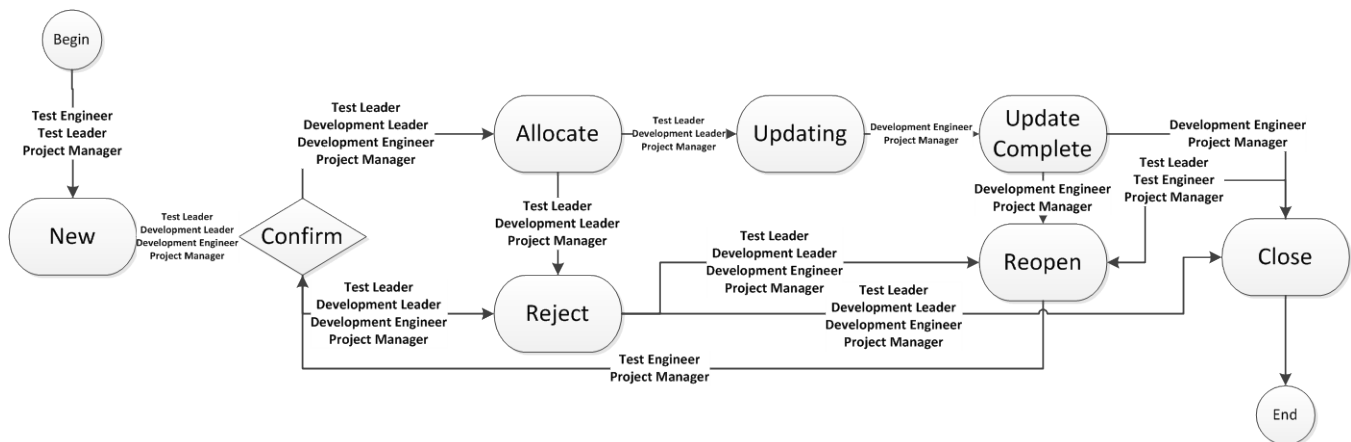 Begin
Test Engineer
Test Leader
Project Manager
New
Test Leader
Development Leader
Development Engineer
Project Manager
Confirm
Test Leader
Development Leader
Development Engineer
Project Manager
Allocate
Test Leader
Development Leader
Project Manager
Updating
Development Engineer
Project Manager
Update
Complete
Development Engineer
Project Manager
Test Leader
Test Engineer
Project Manager
Test Leader
Development Leader
Project Manager
Development Engineer
Project Manager
Test Leader
Development Leader
Development Engineer
Project Manager
Reject
Test Leader
Development Leader
Development Engineer
Project Manager
Reopen
Close
Test Leader
Development Leader
Development Engineer
Project Manager
Test Engineer
Project Manager
End